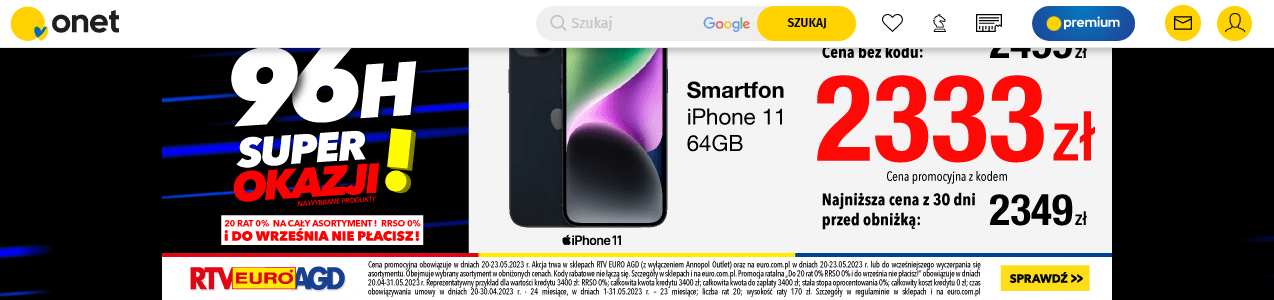 onet
Szukaj
Google
SZUKAJ
premium
96H
SUPER
OKAZJI!
NA WYBRANE PRODUKTY
20 RAT 0% NA CAŁY ASORTYMENT! RRSO 0%
i DO WRZEŚNIA NIE PŁACISZ!
iPhone 11
Smartfon
iPhone 11
64GB
Cena bez kodu: 2499 zł
2333 zł
Cena promocyjna z kodem
Najniższa cena z 30 dni
przed obniżką: 2349 zł
RTV EURO AGD
Cena promocyjna obowiązuje w dniach 20-23.05.2023 r. Akcja trwa w sklepach RTV EURO AGD (z wyłączeniem Annopol Outlet) oraz na euro.com.pl w dniach 20-23.05.2023 r. lub do wcześniejszego wyczerpania się
asortymentu. Obejmuje wybrany asortyment w obniżonych cenach. Kody rabatowe nie łączą się. Szczegóły w sklepach i na euro.com.pl. Promocja ratalna „Do 20 rat 0% RRSO 0% i do września nie płacisz!" obowiązuje w dniach
20.04-31.05.2023 r. Reprezentatywny przykład dla wartości kredytu 3400 zł: RRSO 0%; całkowita kwota kredytu 3400 zł; całkowita kwota do zapłaty 3400 zł; stała stopa oprocentowania 0%; całkowity koszt kredytu 0 zł; czas
obowiązywania umowy w dniach 20-30.04.2023 r. - 24 miesiące, w dniach 1-31.05.2023 r. – 23 miesiące; liczba rat 20; wysokość raty 170 zł. Szczegóły w regulaminie w sklepach i na euro.com.pl
SPRAWDŹ >>